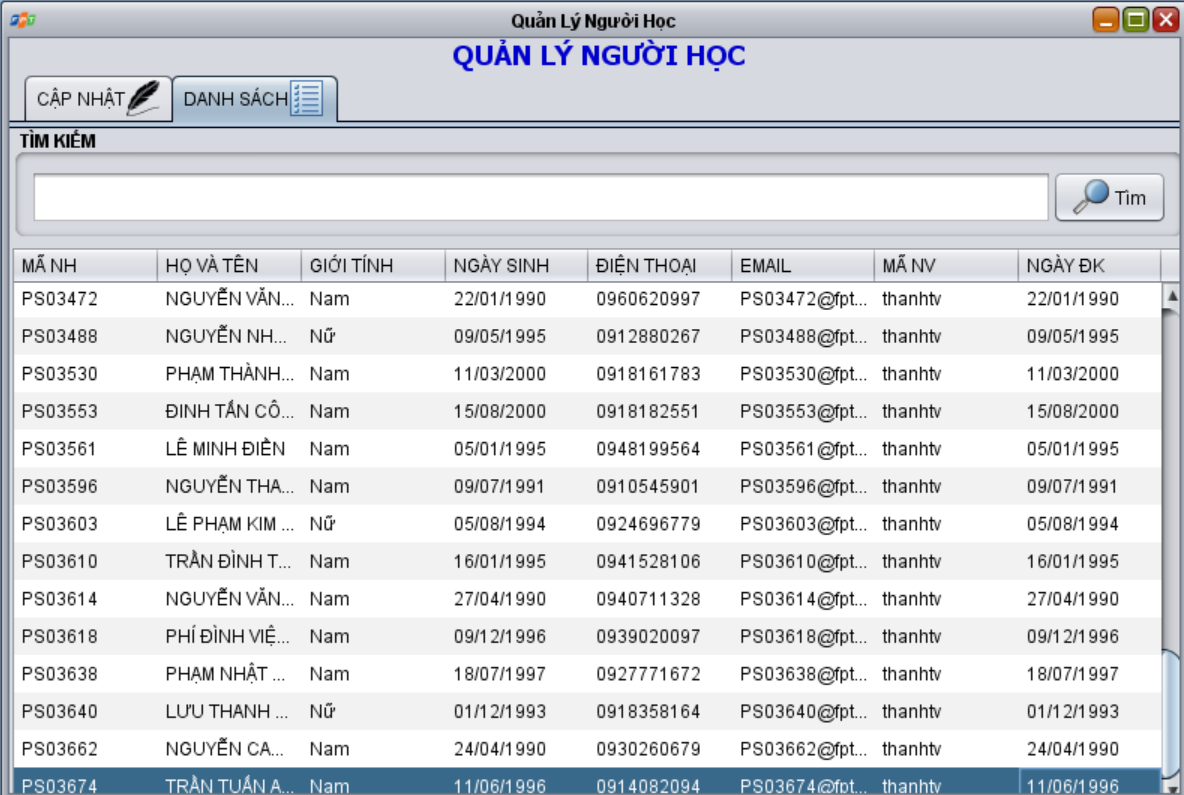 Quản Lý Người Học
QUẢN LÝ NGƯỜI HỌC
CẬP NHẬT DANH SÁCH
TÌM KIẾM
Tìm
MÃ NH HỌ VÀ TÊN GIỚI TÍNH NGÀY SINH ĐIỆN THOẠI EMAIL MÃ NV NGÀY ĐK
PS03472 NGUYỄN VĂN... Nam 22/01/1990 0960620997 PS03472@fpt... thanhtv 22/01/1990
PS03488 NGUYỄN NH... Nữ 09/05/1995 0912880267 PS03488@fpt... thanhtv 09/05/1995
PS03530 PHẠM THÀNH... Nam 11/03/2000 0918161783 PS03530@fpt... thanhtv 11/03/2000
PS03553 ĐINH TẤN CÔ... Nam 15/08/2000 0918182551 PS03553@fpt... thanhtv 15/08/2000
PS03561 LÊ MINH ĐIỀN Nam 05/01/1995 0948199564 PS03561@fpt... thanhtv 05/01/1995
PS03596 NGUYỄN THA... Nam 09/07/1991 0910545901 PS03596@fpt... thanhtv 09/07/1991
PS03603 LÊ PHẠM KIM ... Nữ 05/08/1994 0924696779 PS03603@fpt... thanhtv 05/08/1994
PS03610 TRẦN ĐÌNH T... Nam 16/01/1995 0941528106 PS03610@fpt... thanhtv 16/01/1995
PS03614 NGUYỄN VĂN... Nam 27/04/1990 0940711328 PS03614@fpt... thanhtv 27/04/1990
PS03618 PHÍ ĐÌNH VIỆ... Nam 09/12/1996 0939020097 PS03618@fpt... thanhtv 09/12/1996
PS03638 PHẠM NHẬT ... Nam 18/07/1997 0927771672 PS03638@fpt... thanhtv 18/07/1997
PS03640 LƯU THANH ... Nữ 01/12/1993 0918358164 PS03640@fpt... thanhtv 01/12/1993
PS03662 NGUYỄN CA... Nam 24/04/1990 0930260679 PS03662@fpt... thanhtv 24/04/1990
PS03674 TRẦN TUẤN A... Nam 11/06/1996 0914082094 PS03674@fpt... thanhtv 11/06/1996